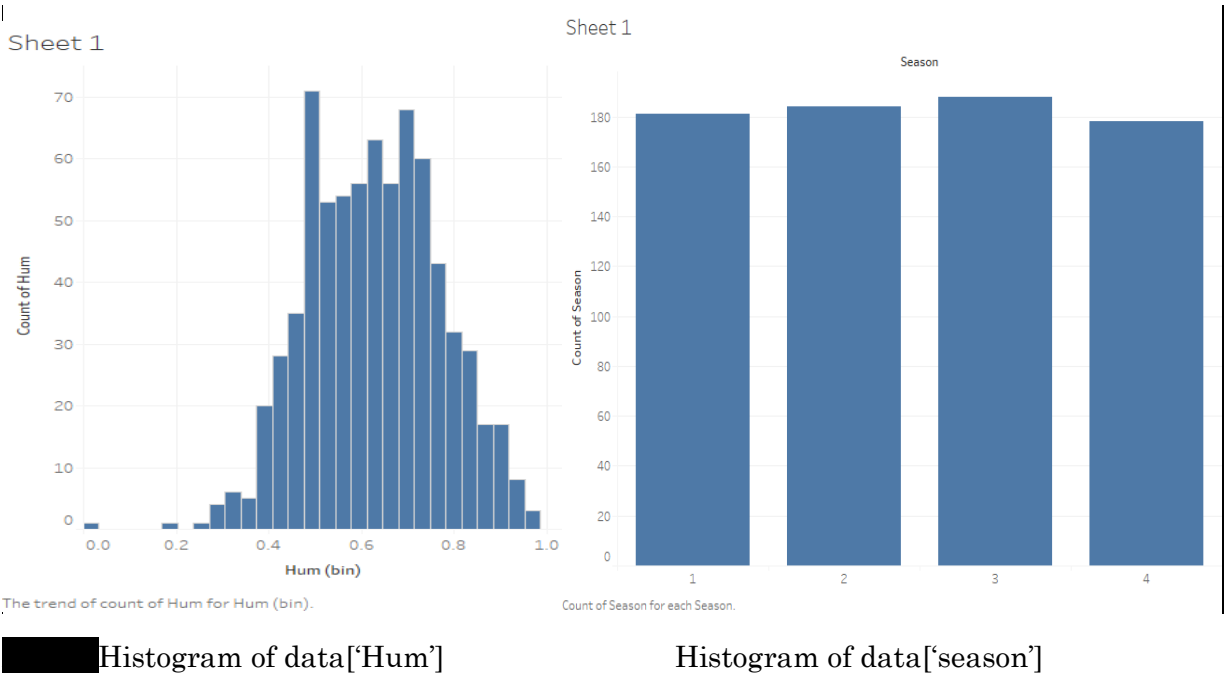 Sheet 1
70
60
50
40
30
20
10
0
Count of Hum
0.0 0.2 0.4 0.6 0.8 1.0
Hum (bin)
The trend of count of Hum for Hum (bin).
Sheet 1
Season
180
160
140
120
100
80
60
40
20
0
Count of Season
1 2 3 4
Count of Season for each Season.
Histogram of data[‘Hum’]
Histogram of data[‘season’]